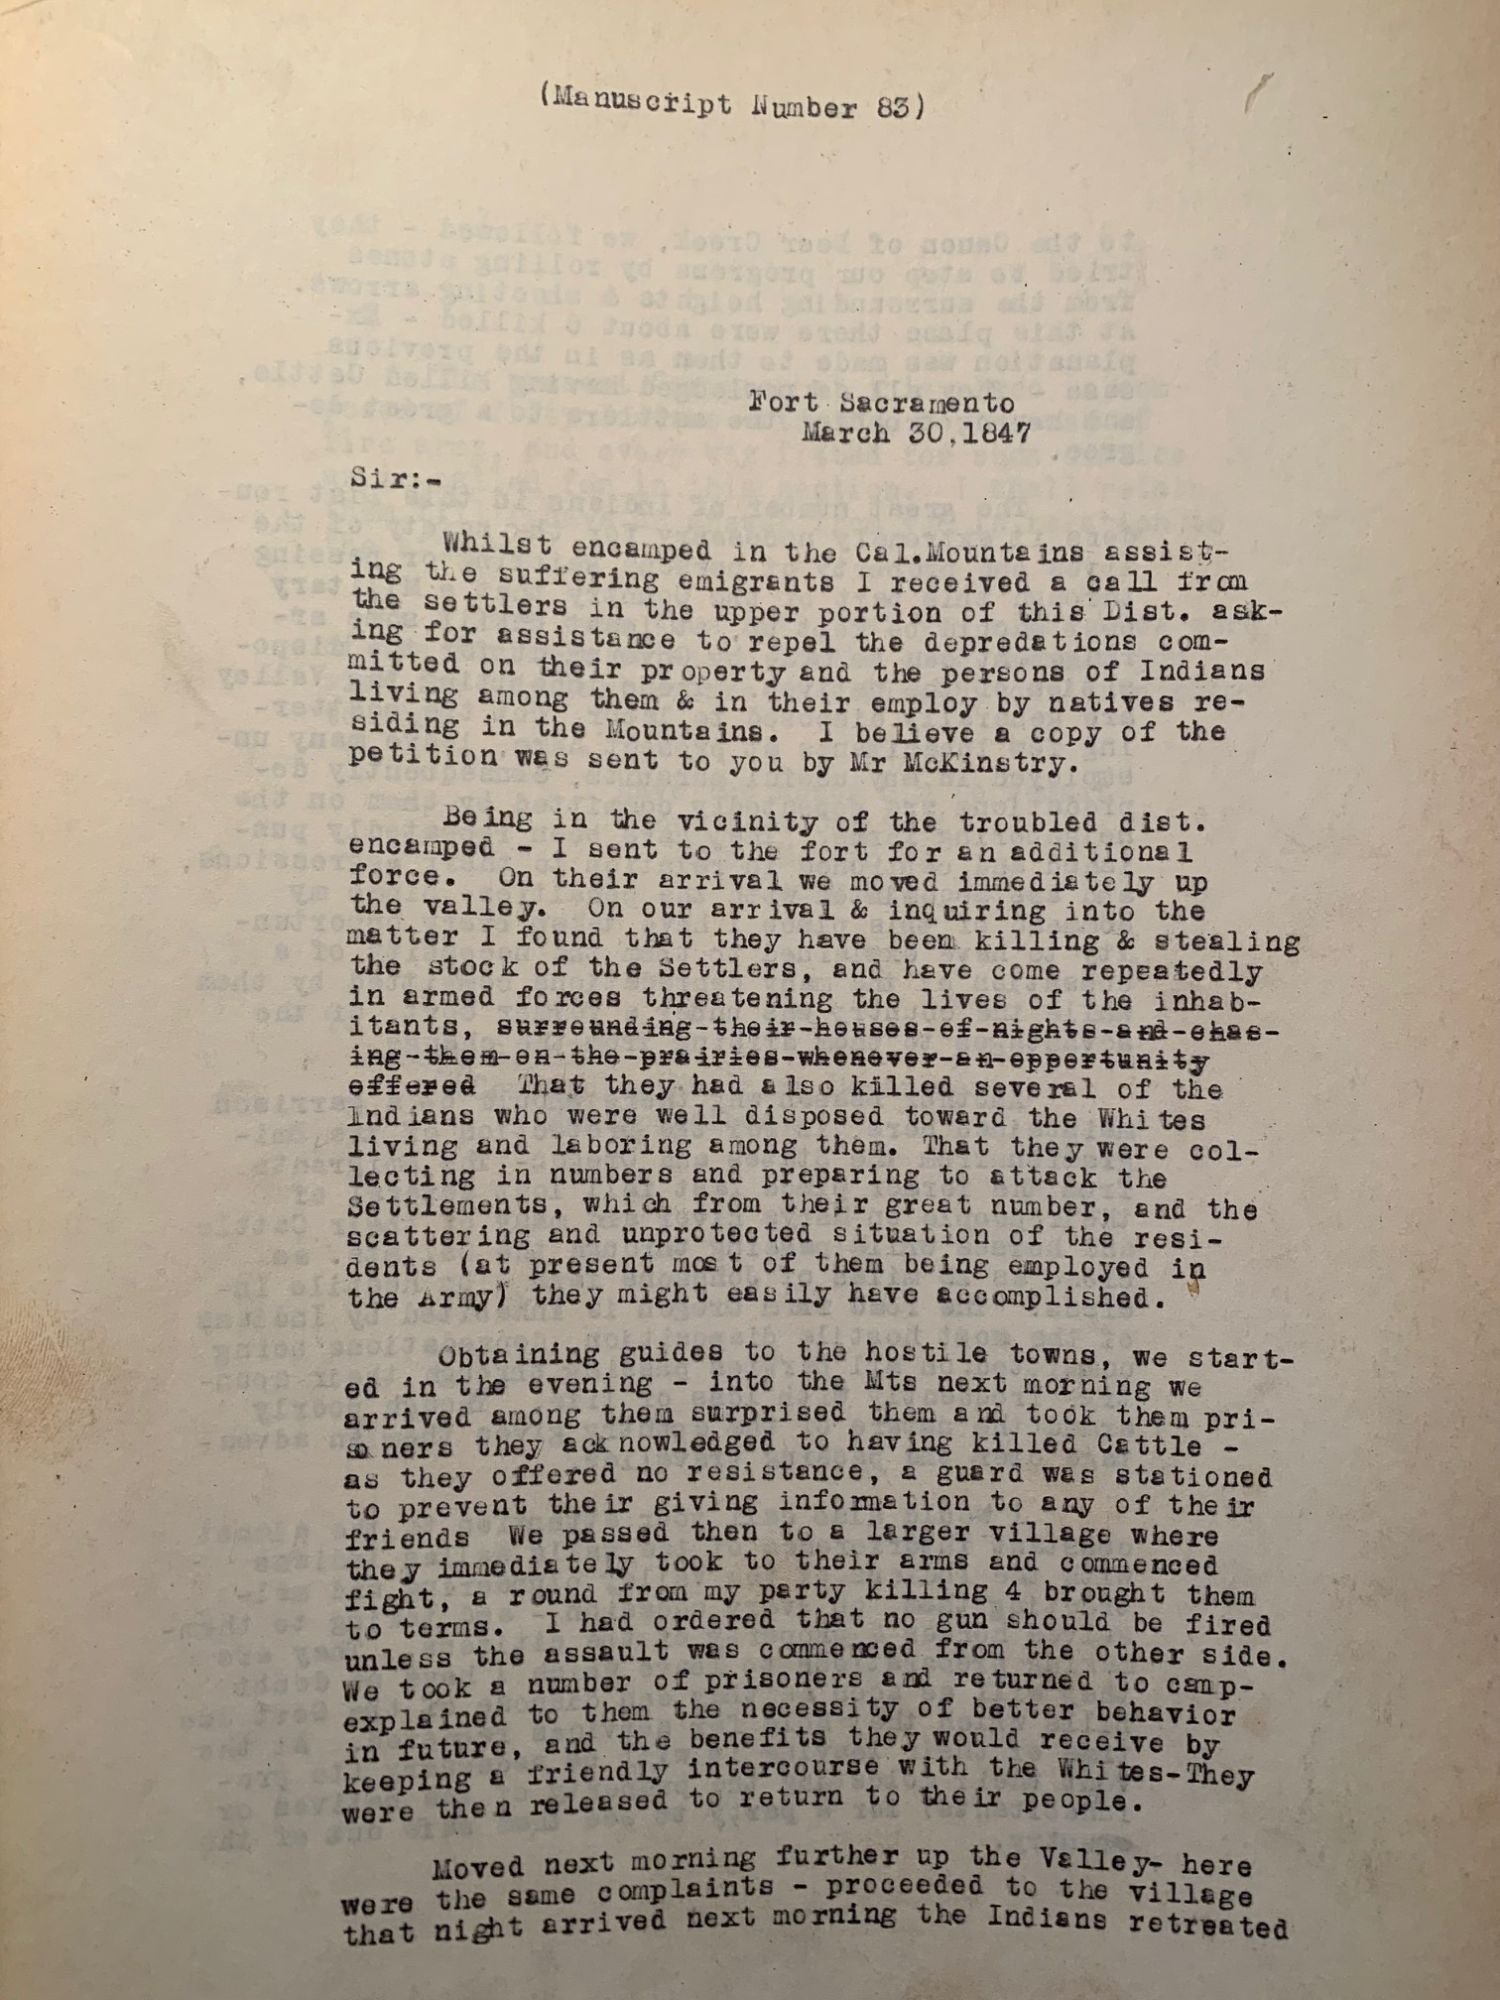 (Manuscript Number 83)
Fort Sacramento
March 30,1847
Sir:-
Whilst encamped in the Cal.Mountains assist-
ing the suffering emigrants I received a call from
the settlers in the upper portion of this Dist. ask-
ing for assistance to repel the depredations com-
mitted on their property and the persons of Indians
living among them & in their employ by natives re-
siding in the Mountains. I believe a copy of the
petition was sent to you by Mr McKinstry.
Being in the vicinity of the troubled dist.
encamped - I sent to the fort for an additional
force. On their arrival we moved immediately up
the valley. On our arrival & inquiring into the
matter I found that they have been killing & stealing
the stock of the Settlers, and have come repeatedly
in armed forces threatening the lives of the inhab-
itants, surrounding-their-houses-of-nights-and-chas-
ing-them-on-the-prairies-whenever-an-oppertunity
offered That they had also killed several of the
Indians who were well disposed toward the Whites
living and laboring among them. That they were col-
lecting in numbers and preparing to attack the
Settlements, which from their great number, and the
scattering and unprotected situation of the resi-
dents (at present most of them being employed in
the Army) they might easily have accomplished.
Obtaining guides to the hostile towns, we start-
ed in the evening - into the Mts next morning we
arrived among them surprised them and took them pri-
soners they acknowledged to having killed Cattle -
as they offered no resistance, a guard was stationed
to prevent their giving information to any of their
friends We passed then to a larger village where
they immediately took to their arms and commenced
fight, a round from my party killing 4 brought them
to terms. I had ordered that no gun should be fired
unless the assault was commenced from the other side.
We took a number of prisoners and returned to camp-
explained to them the necessity of better behavior
in future, and the benefits they would receive by
keeping a friendly intercourse with the Whites-They
were then released to return to their people.
Moved next morning further up the Valley- here
were the same complaints - proceeded to the village
that night arrived next morning the Indians retreated